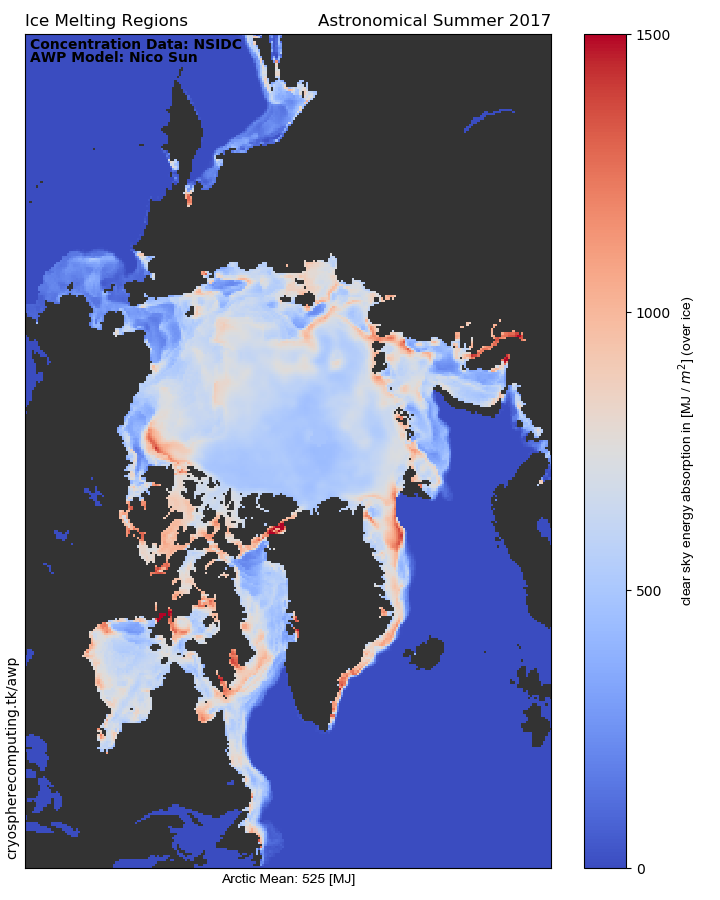 Ice Melting Regions
Astronomical Summer 2017
Concentration Data: NSIDC
AWP Model: Nico Sun
1500
1000
500
0
clear sky energy absorption in [MJ / m²] (over ice)
cryospherecomputing.tk/awp
Arctic Mean: 525 [MJ]